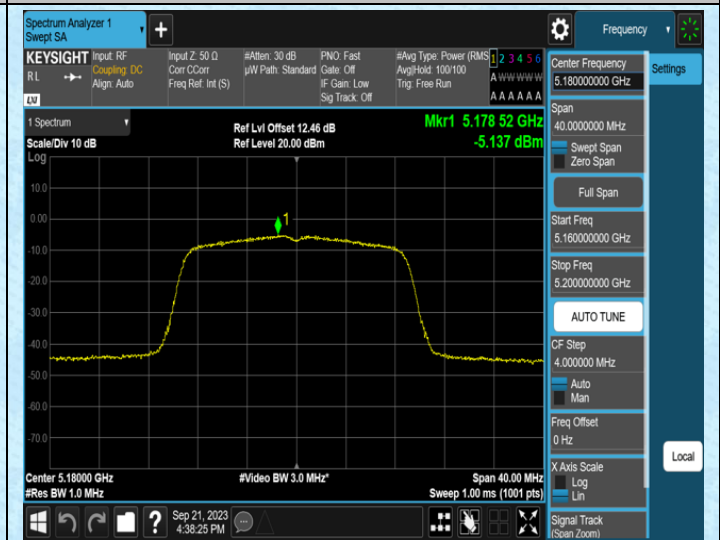 Spectrum Analyzer 1
Swept SA
+
Frequency
KEYSIGHT
RL
LXI
Input: RF
Coupling: DC
Align: Auto
Input Z: 50 Ω
Corr CCorr
Freq Ref: Int (S)
#Atten: 30 dB
µW Path: Standard
PNO: Fast
Gate: Off
IF Gain: Low
Sig Track: Off
#Avg Type: Power (RMS
Avg|Hold: 100/100
Trig: Free Run
1 2 3 4 5 6
A W W W W W
A A A A A A
Center Frequency
5.180000000 GHz
Settings
Span
40.0000000 MHz
Swept Span
Zero Span
Full Span
Start Freq
5.160000000 GHz
Stop Freq
5.200000000 GHz
AUTO TUNE
CF Step
4.000000 MHz
Auto
Man
Freq Offset
0 Hz
X Axis Scale
Log
Lin
Signal Track
(Span Zoom)
Local
1 Spectrum
Scale/Div 10 dB
Log
Ref Lvl Offset 12.46 dB
Ref Level 20.00 dBm
Mkr1 5.178 52 GHz
-5.137 dBm
1
10.0
0.00
-10.0
-20.0
-30.0
-40.0
-50.0
-60.0
-70.0
Center 5.18000 GHz
#Res BW 1.0 MHz
#Video BW 3.0 MHz*
Span 40.00 MHz
Sweep 1.00 ms (1001 pts)
?
Sep 21, 2023
4:38:25 PM